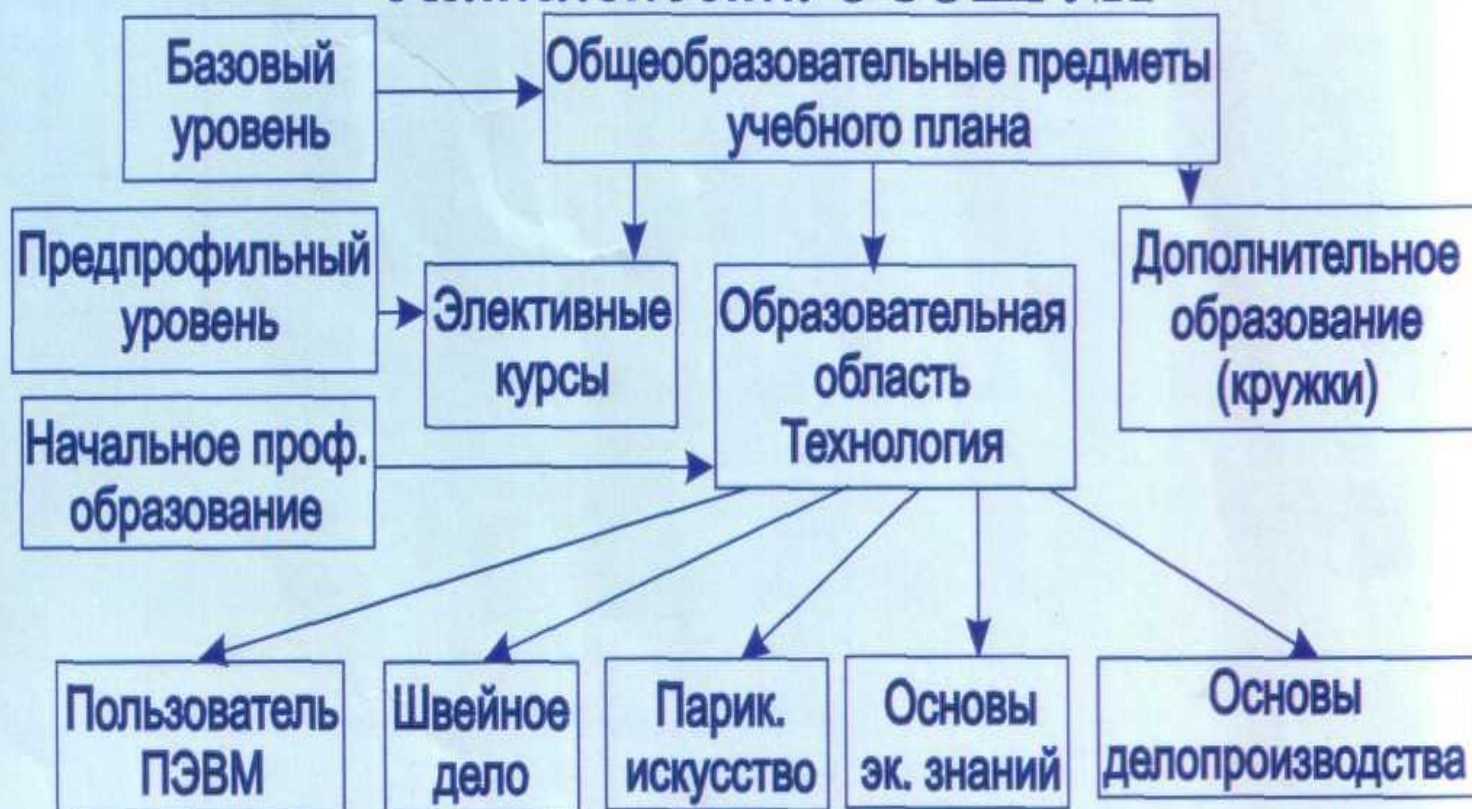 Базовый
уровень
Общеобразовательные предметы
учебного плана
Предпрофильный
уровень
Элективные
курсы
Образовательная
область
Технология
Дополнительное
образование
(кружки)
Начальное проф.
образование
Пользователь
ПЭВМ
Швейное
дело
Парик.
искусство
Основы
эк. знаний
Основы
делопроизводства